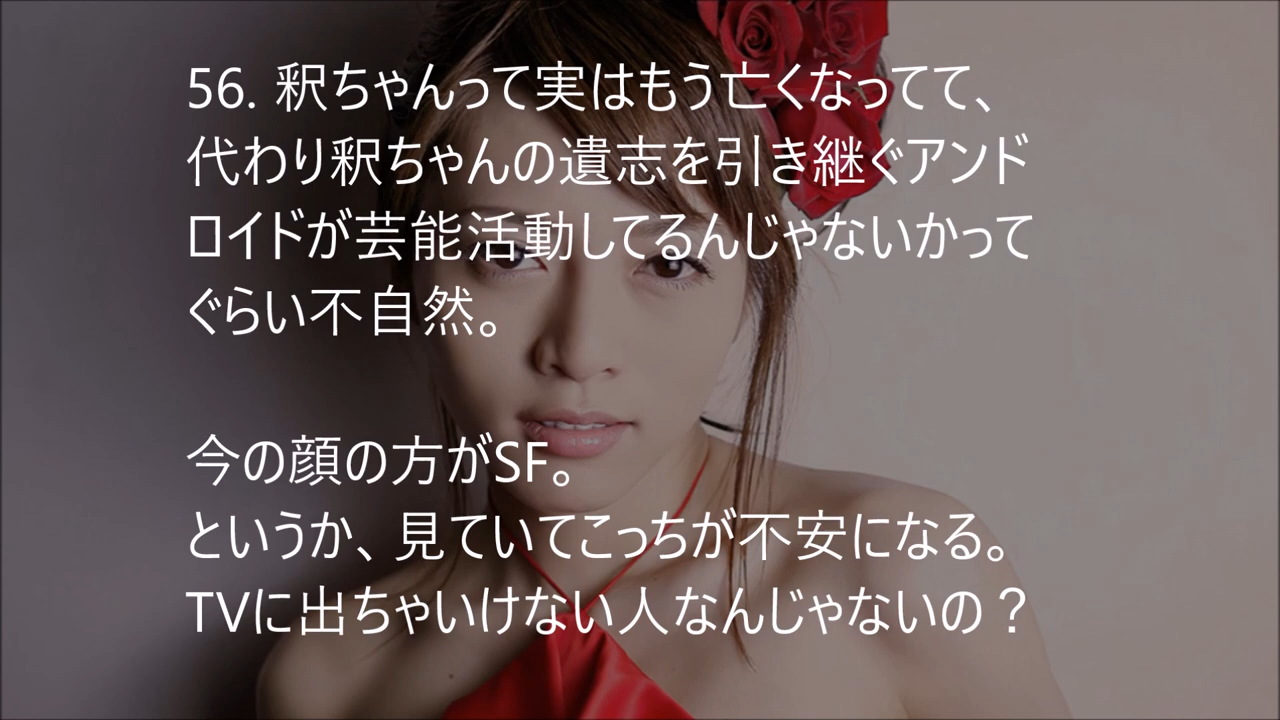 56. 釈ちゃんって実はもう亡くなってて、
代わり釈ちゃんの遺志を引き継ぐアンド
ロイドが芸能活動してるんじゃないかって
ぐらい不自然。
今の顔の方がSF。
というか、見ていてこっちが不安になる。
TVに出ちゃいけない人なんじゃないの？